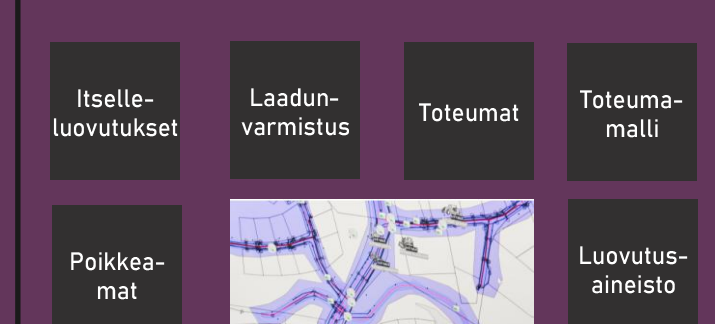 Itselle-
luovutukset
Laadun-
varmistus
Toteumat
Toteuma-
malli
Poikkea-
mat
Luovutus-
aineisto